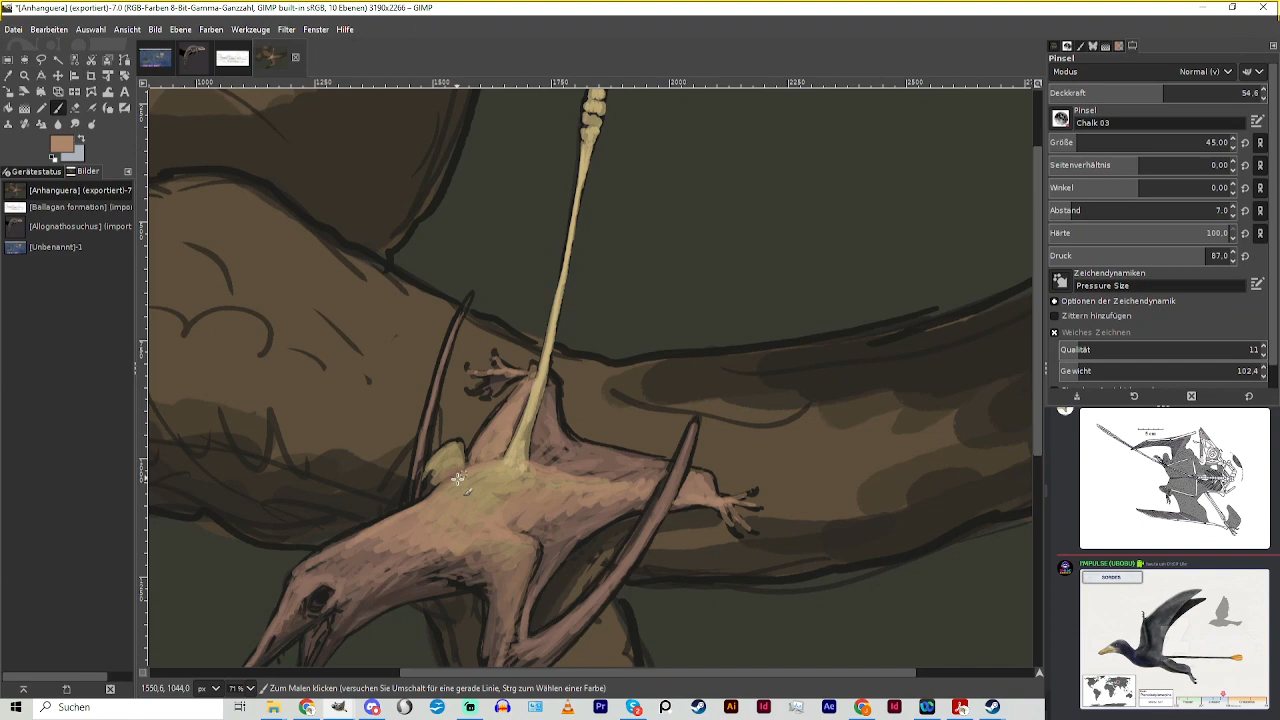 *[Anhanguera] (exportiert)-7.0 (RGB-Farben 8-Bit-Gamma-Ganzzahl, GIMP built-in sRGB, 10 Ebenen) 3190x2266 – GIMP
Datei Bearbeiten Auswahl Ansicht Bild Ebene Farben Werkzeuge Filter Fenster Hilfe
Gerätestatus Bilder
[Anhanguera] (exportiert)-7
[Ballagan formation] (impor
[Allognathosuchus] (import
[Unbenannt]-1
1000 1250 1500 1750 2000 2250 2500
Pinsel
Modus Normal (v)
Deckkraft 54,6
Pinsel
Chalk 03
Größe 45,00
Seitenverhältnis 0,00
Winkel 0,00
Abstand 7,0
Härte 100,0
Druck 87,0
Zeichendynamiken
Pressure Size
Optionen der Zeichendynamik
Zittern hinzufügen
Weiches Zeichnen
Qualität 11
Gewicht 102,4
I'MPULSE (UBOBU)
SORDES
1550,6, 1044,0 px 71 % Zum Malen klicken (versuchen Sie Umschalt für eine gerade Linie, Strg zum Wählen einer Farbe)
Suchen